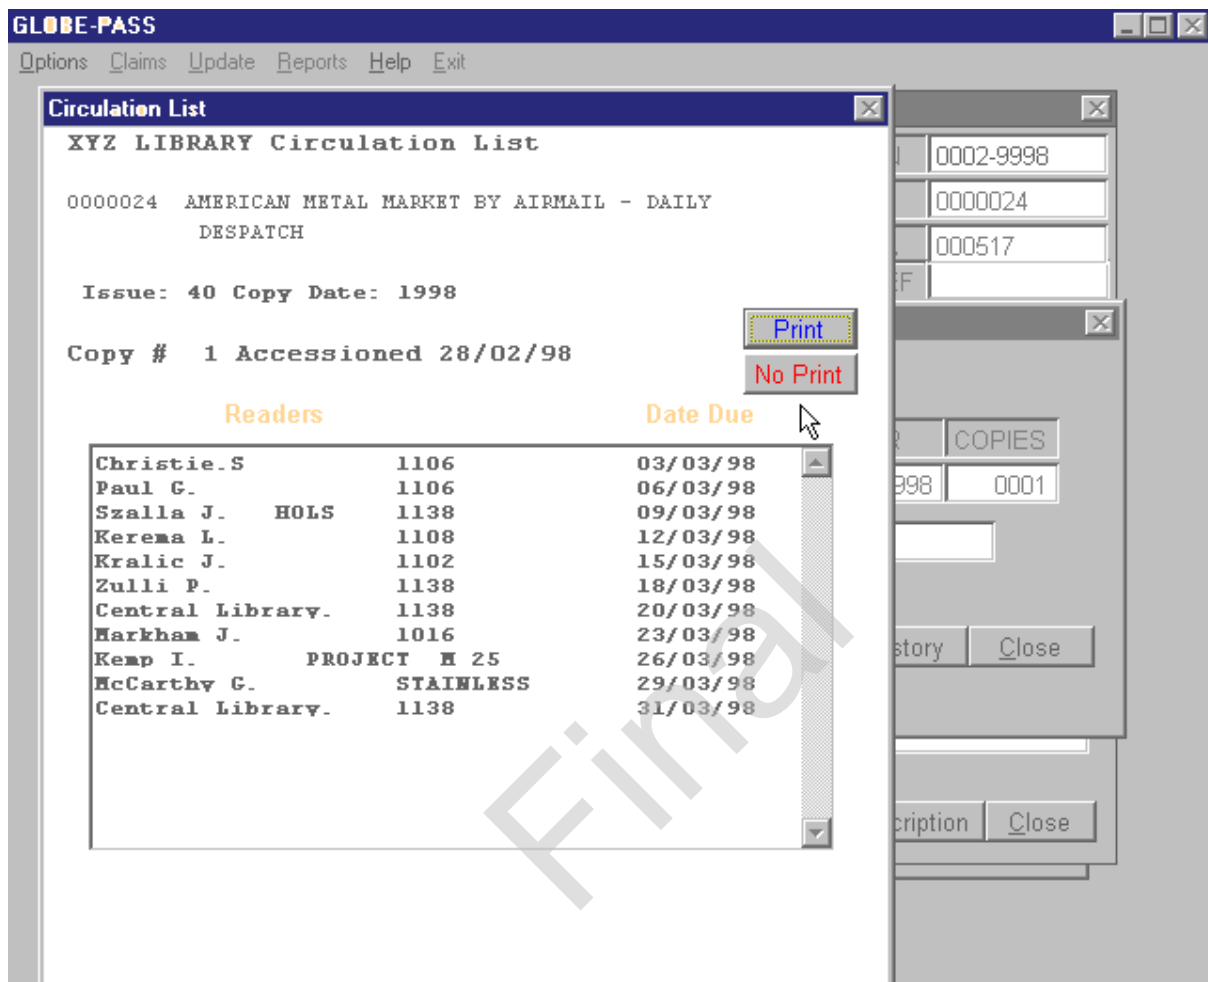 GLOBE-PASS
Options Claims Update Reports Help Exit
Circulation List
XYZ LIBRARY Circulation List
0000024 AMERICAN METAL MARKET BY AIRMAIL - DAILY
DESPATCH
Issue: 40 Copy Date: 1998
Copy # 1 Accessioned 28/02/98
Print
No Print
Readers Date Due
Christie.S 1106 03/03/98
Paul G. 1106 06/03/98
Szalla J. HOLS 1138 09/03/98
Kerema L. 1108 12/03/98
Kralic J. 1102 15/03/98
Zulli P. 1138 18/03/98
Central Library. 1138 20/03/98
Markham J. 1016 23/03/98
Kemp I. PROJECT M 25 26/03/98
McCarthy G. STAINLESS 29/03/98
Central Library. 1138 31/03/98
0002-9998
0000024
000517
EF
COPIES
998 0001
story Close
cription Close
Final